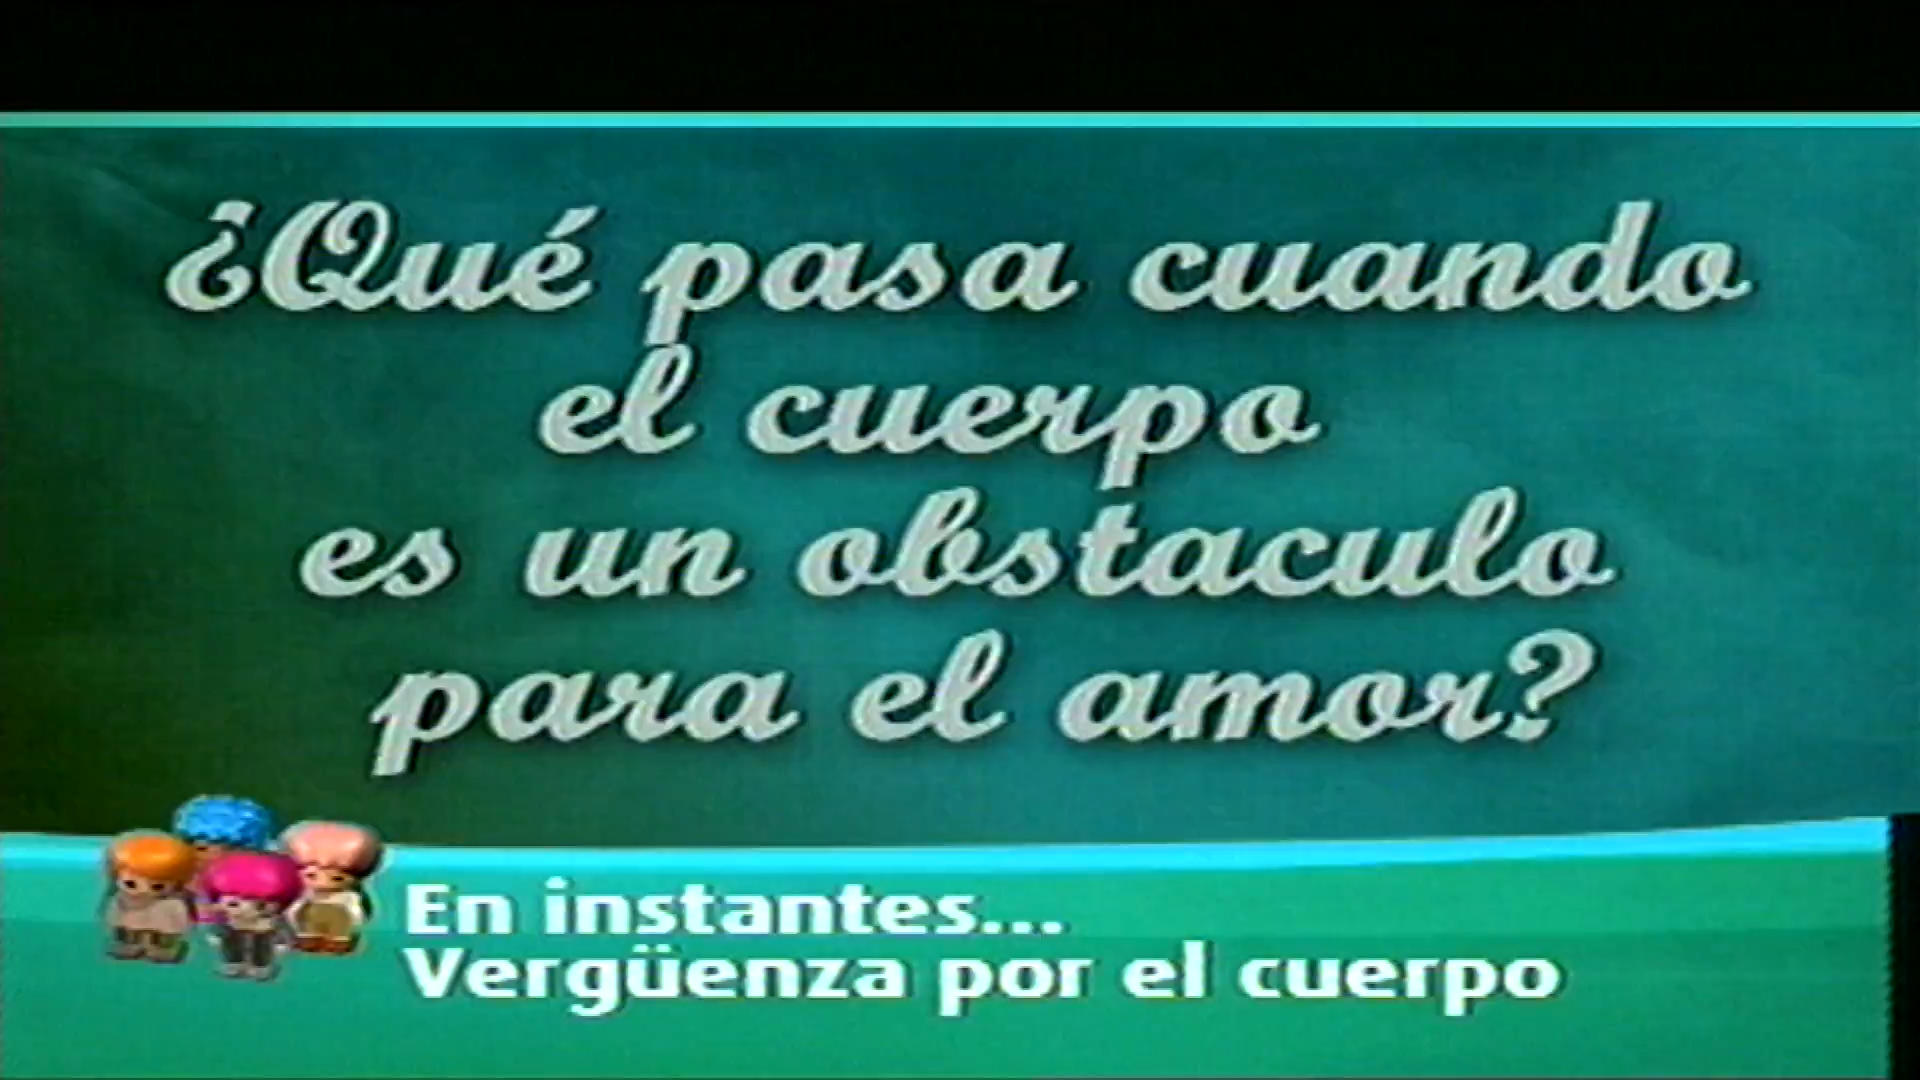 ¿Qué pasa cuando
el cuerpo
es un obstaculo
para el amor?
En instantes...
Vergüenza por el cuerpo